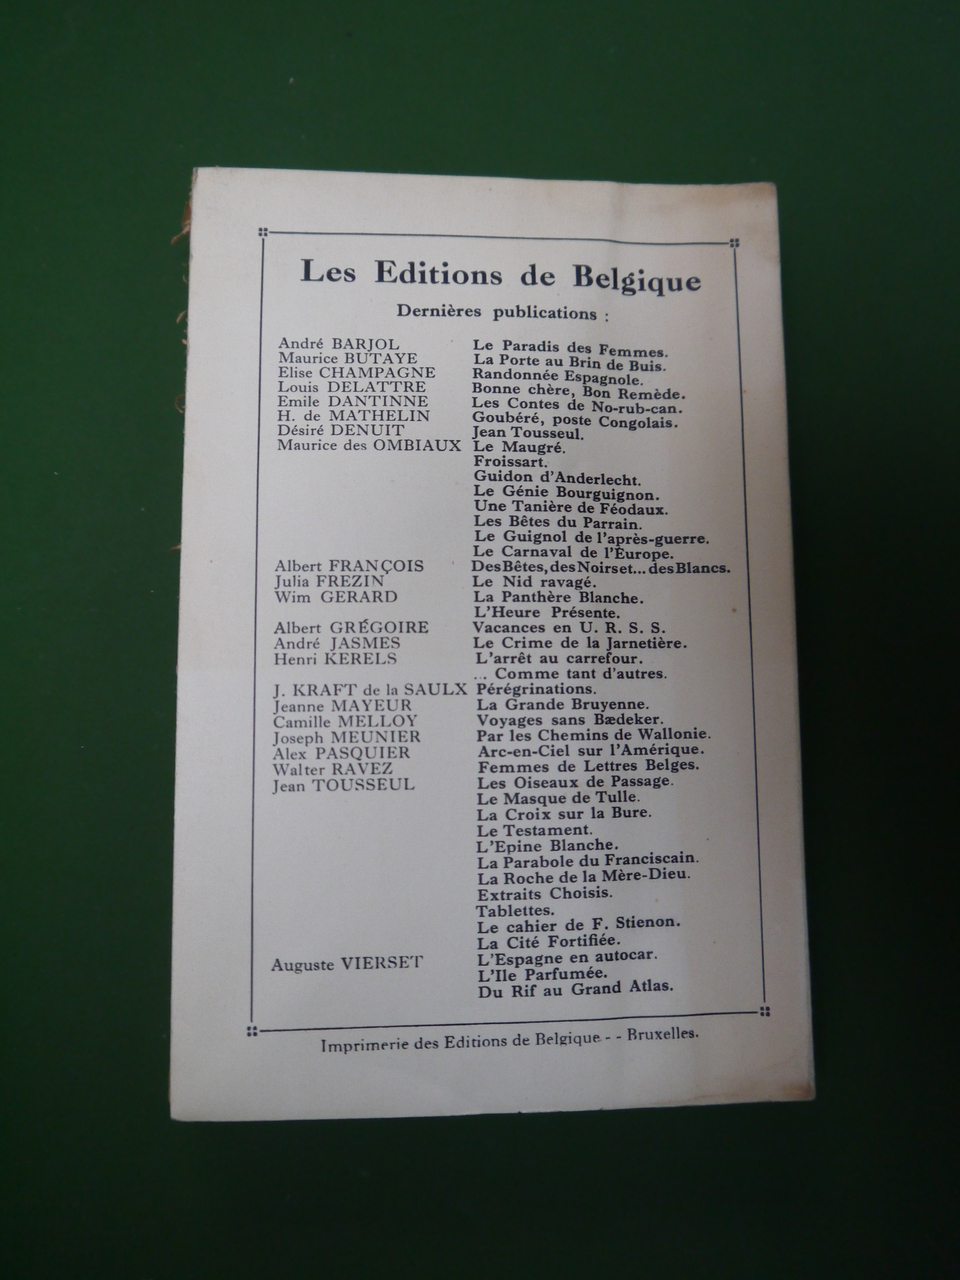 Les Editions de Belgique
Dernières publications :
André BARJOL Le Paradis des Femmes.
Maurice BUTAYE La Porte au Brin de Buis.
Elise CHAMPAGNE Randonnée Espagnole.
Louis DELATTRE Bonne chère, Bon Remède.
Emile DANTINNE Les Contes de No-rub-can.
H. de MATHELIN Goubéré, poste Congolais.
Désiré DENUIT Jean Tousseul.
Maurice des OMBIAUX Le Maugré.
Froissart.
Guidon d'Anderlecht.
Le Génie Bourguignon.
Une Tanière de Féodaux.
Les Bêtes du Parrain.
Le Guignol de l'après-guerre.
Le Carnaval de l'Europe.
Albert FRANÇOIS Des Bêtes, des Noirs et... des Blancs.
Julia FREZIN Le Nid ravagé.
Wim GERARD La Panthère Blanche.
L'Heure Présente.
Albert GRÉGOIRE Vacances en U. R. S. S.
André JASMES Le Crime de la Jarnetière.
Henri KERELS L'arrêt au carrefour.
... Comme tant d'autres.
J. KRAFT de la SAULX Pérégrinations.
Jeanne MAYEUR La Grande Bruyenne.
Camille MELLOY Voyages sans Bædeker.
Joseph MEUNIER Par les Chemins de Wallonie.
Alex PASQUIER Arc-en-Ciel sur l'Amérique.
Walter RAVEZ Femmes de Lettres Belges.
Jean TOUSSEUL Les Oiseaux de Passage.
Le Masque de Tulle.
La Croix sur la Bure.
Le Testament.
L'Epine Blanche.
La Parabole du Franciscain.
La Roche de la Mère-Dieu.
Extraits Choisis.
Tablettes.
Le cahier de F. Stienon.
La Cité Fortifiée.
Auguste VIERSET L'Espagne en autocar.
L'Ile Parfumée.
Du Rif au Grand Atlas.
Imprimerie des Editions de Belgique - - Bruxelles.